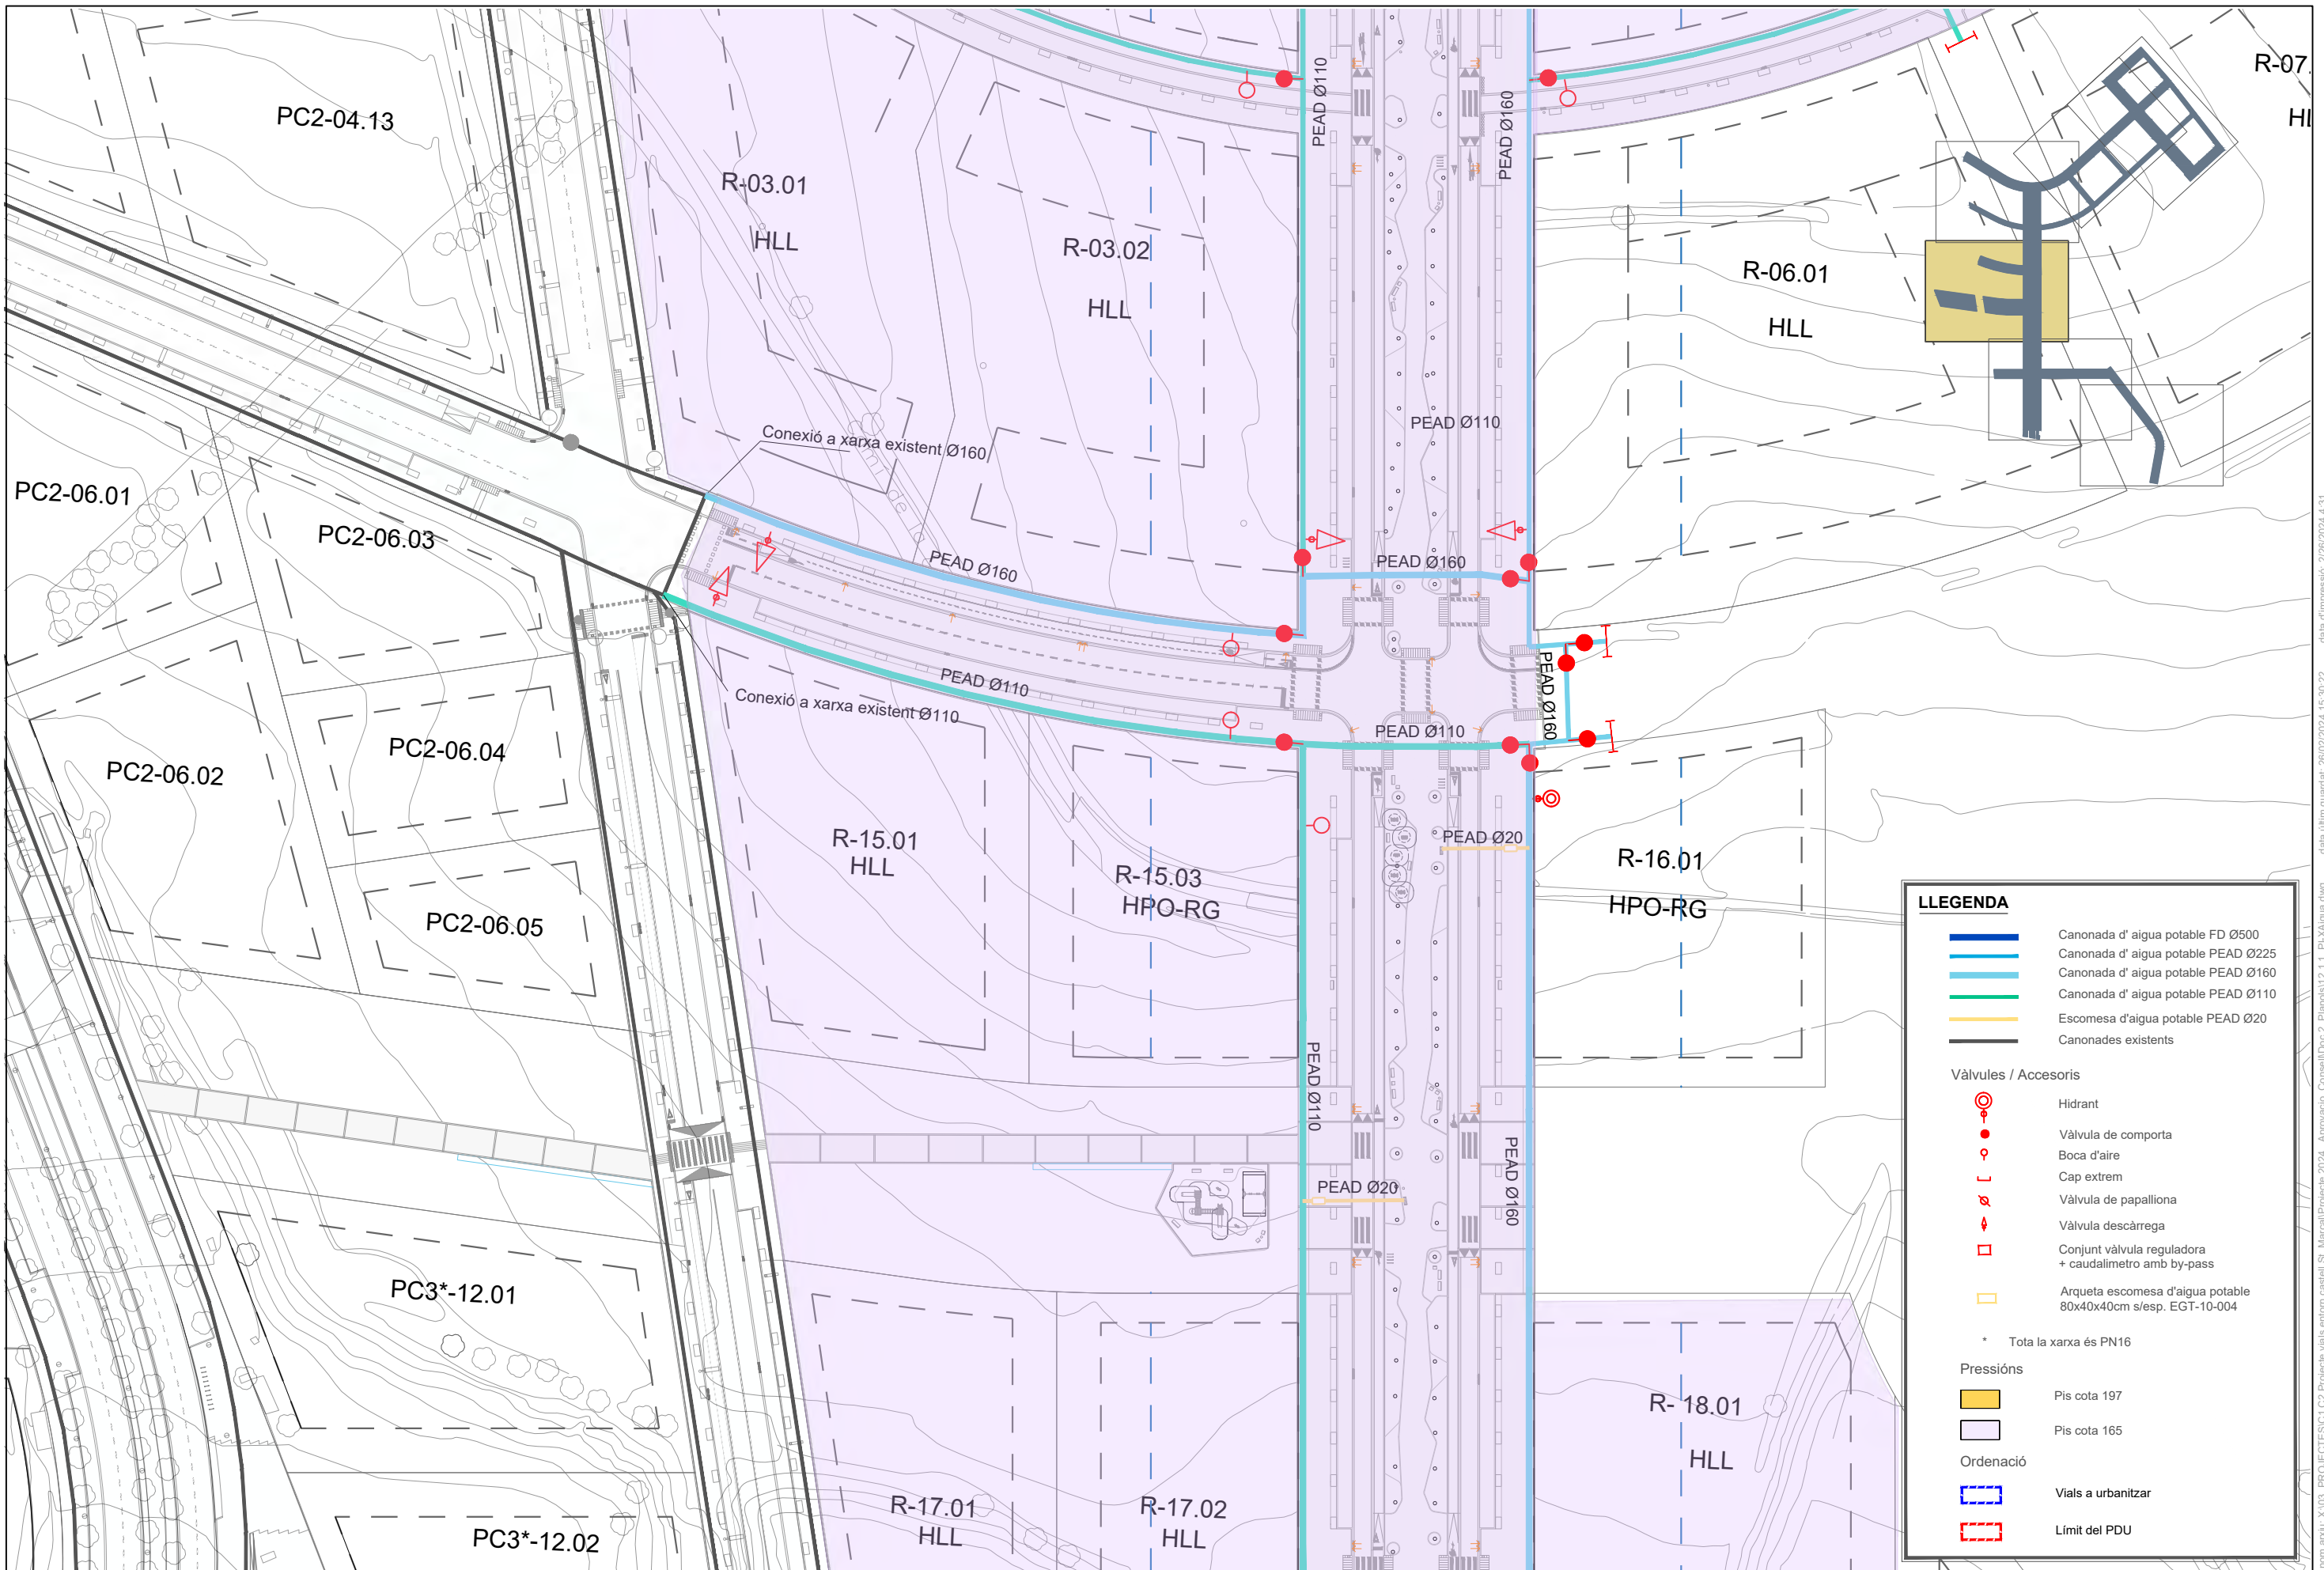 PC2-04.13
R-03.01
HLL
R-03.02
HLL
PEAD Ø110
PEAD Ø160
R-07.
R-06.01
HLL
PEAD Ø110
Conexió a xarxa existent Ø160
PC2-06.01
PC2-06.03
PEAD Ø160
PEAD Ø160
PEAD Ø110
Conexió a xarxa existent Ø110
PEAD Ø110
PEAD Ø160
PC2-06.02
PC2-06.04
PC2-06.05
R-15.01
HLL
R-15.03
HPO-RG
PEAD Ø20
R-16.01
HPO-RG
PEAD Ø110
PEAD Ø160
PEAD Ø20
PC3*-12.01
PC3*-12.02
R-17.01
HLL
R-17.02
HLL
R- 18.01
HLL
LLEGENDA
Canonada d' aigua potable FD Ø500
Canonada d' aigua potable PEAD Ø225
Canonada d' aigua potable PEAD Ø160
Canonada d' aigua potable PEAD Ø110
Escomesa d'aigua potable PEAD Ø20
Canonades existents
Vàlvules / Accesoris
Hidrant
Vàlvula de comporta
Boca d'aire
Cap extrem
Vàlvula de papalliona
Vàlvula descàrrega
Conjunt vàlvula reguladora
+ caudalimetro amb by-pass
Arqueta escomesa d'aigua potable
80x40x40cm s/esp. EGT-10-004
* Tota la xarxa és PN16
Pressións
Pis cota 197
Pis cota 165
Ordenació
Vials a urbanitzar
Límit del PDU